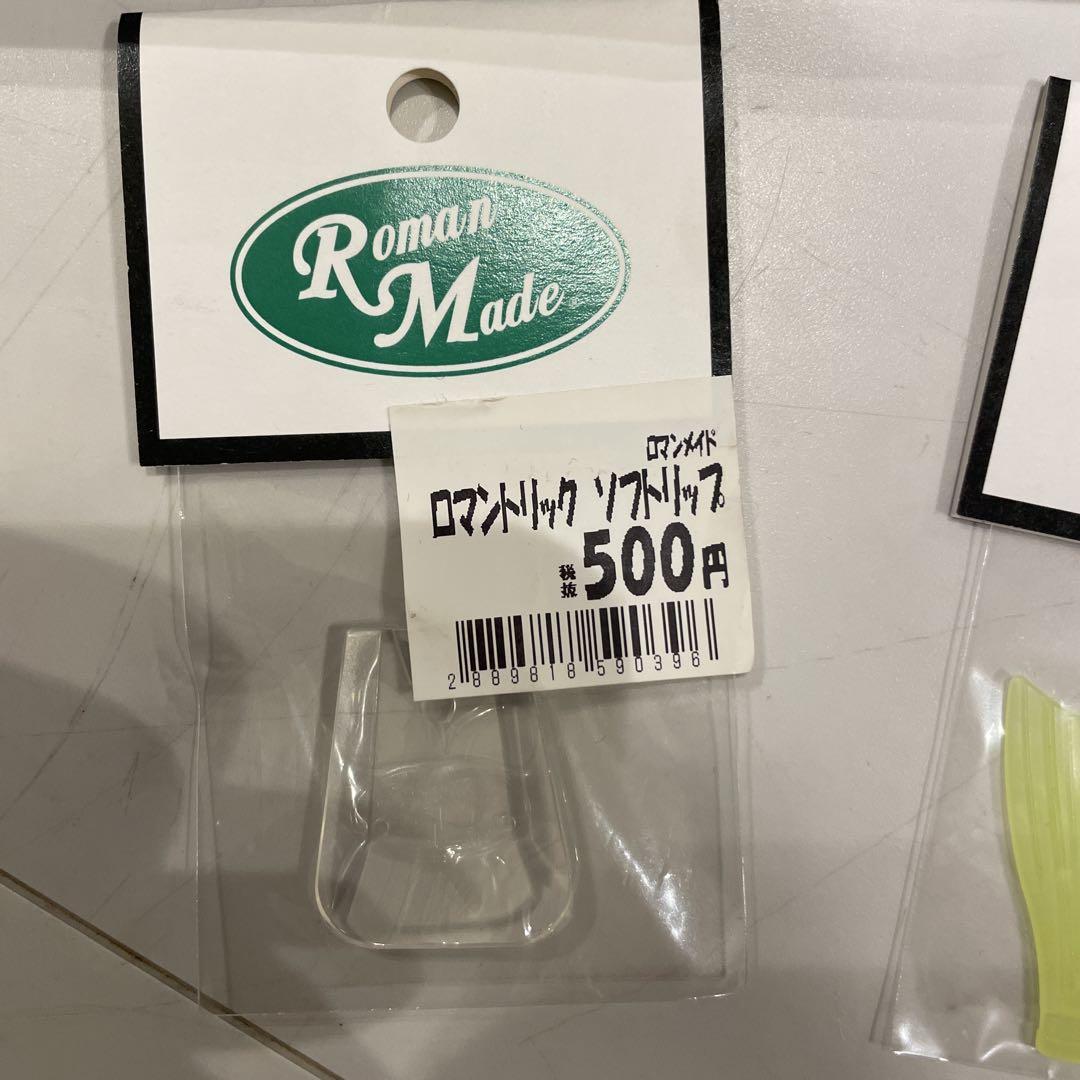 Roman
Made®
ロマンメイド
ロマントリック ソフトリップ
税抜 500円
2889818590396